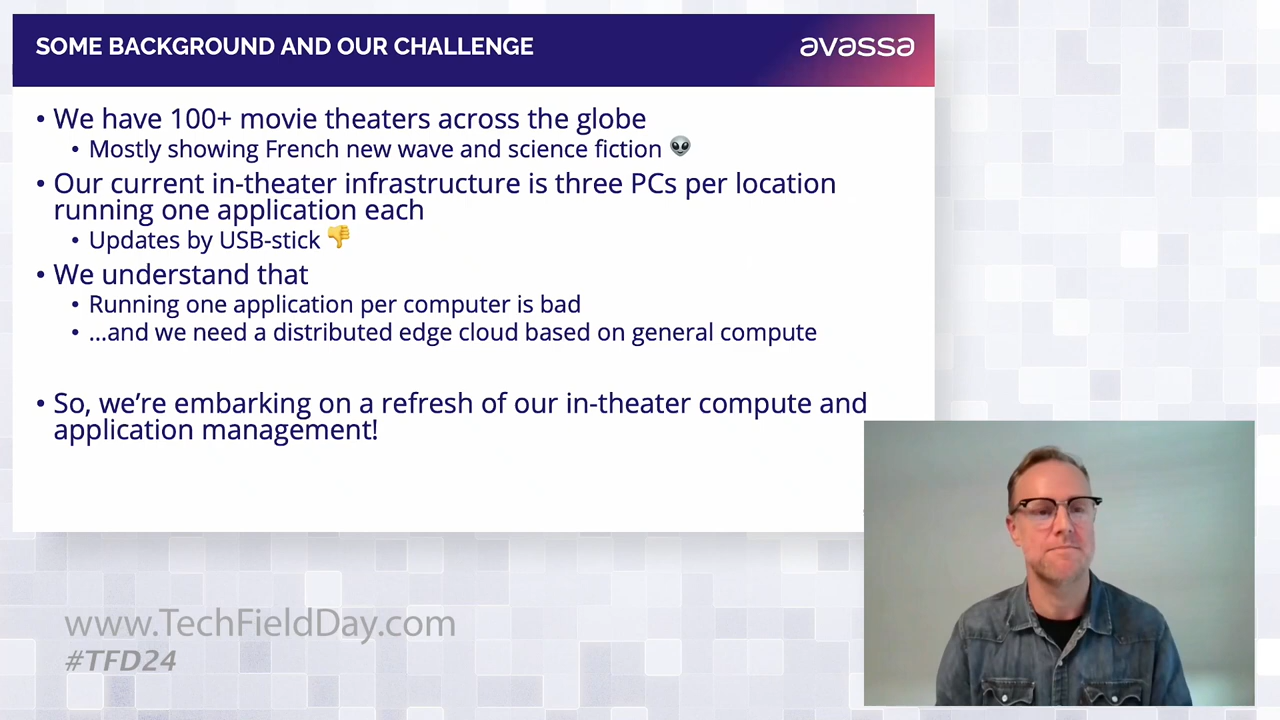 SOME BACKGROUND AND OUR CHALLENGE
avassa
• We have 100+ movie theaters across the globe
• Mostly showing French new wave and science fiction 👽
• Our current in-theater infrastructure is three PCs per location
running one application each
• Updates by USB-stick 👎
• We understand that
• Running one application per computer is bad
• ...and we need a distributed edge cloud based on general compute
• So, we’re embarking on a refresh of our in-theater compute and
application management!
www.TechFieldDay.com
#TFD24